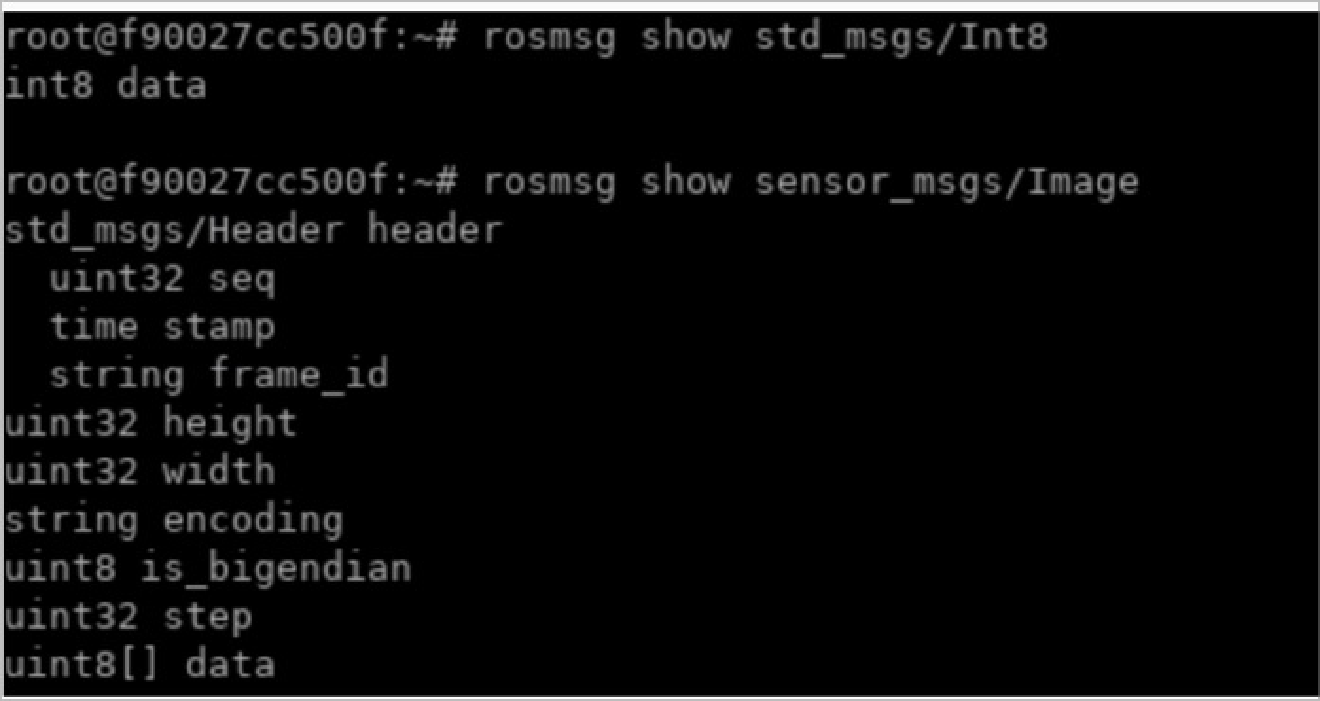 root@f90027cc500f:~# rosmsg show std_msgs/Int8
int8 data
root@f90027cc500f:~# rosmsg show sensor_msgs/Image
std_msgs/Header header
  uint32 seq
  time stamp
  string frame_id
uint32 height
uint32 width
string encoding
uint8 is_bigendian
uint32 step
uint8[] data